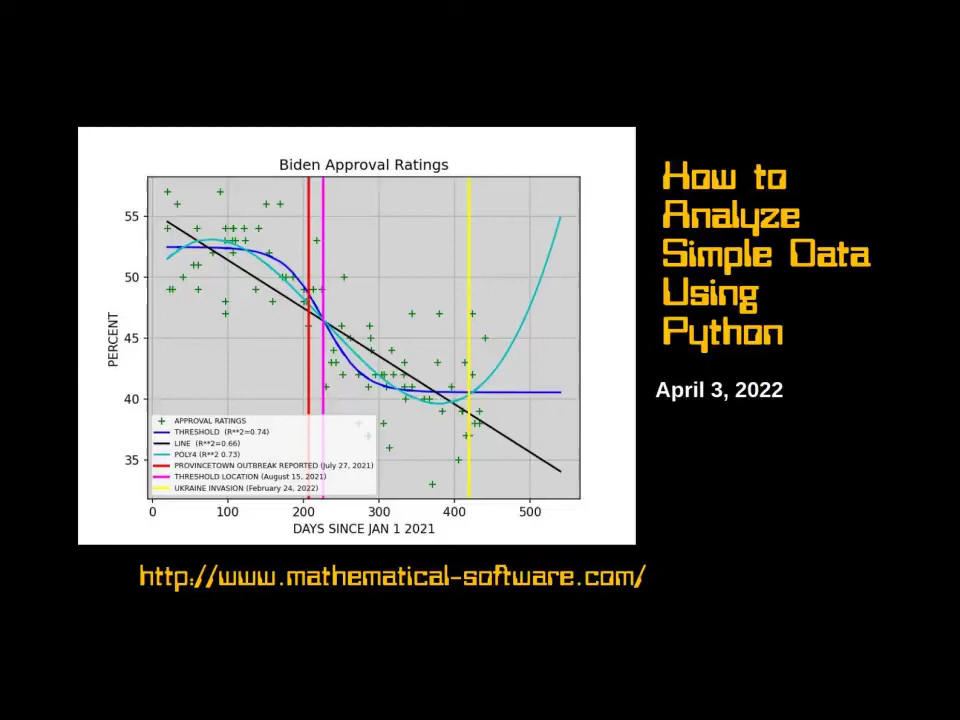 Biden Approval Ratings
55
50
45
40
35
PERCENT
APPROVAL RATINGS
THRESHOLD (R**2=0.74)
LINE (R**2=0.66)
POLY4 (R**2 0.73)
PROVINCETOWN OUTBREAK REPORTED (July 27, 2021)
THRESHOLD LOCATION (August 15, 2021)
UKRAINE INVASION (February 24, 2022)
0 100 200 300 400 500
DAYS SINCE JAN 1 2021
How to
Analyze
Simple Data
Using
Python
April 3, 2022
http://www.mathematical-software.com/